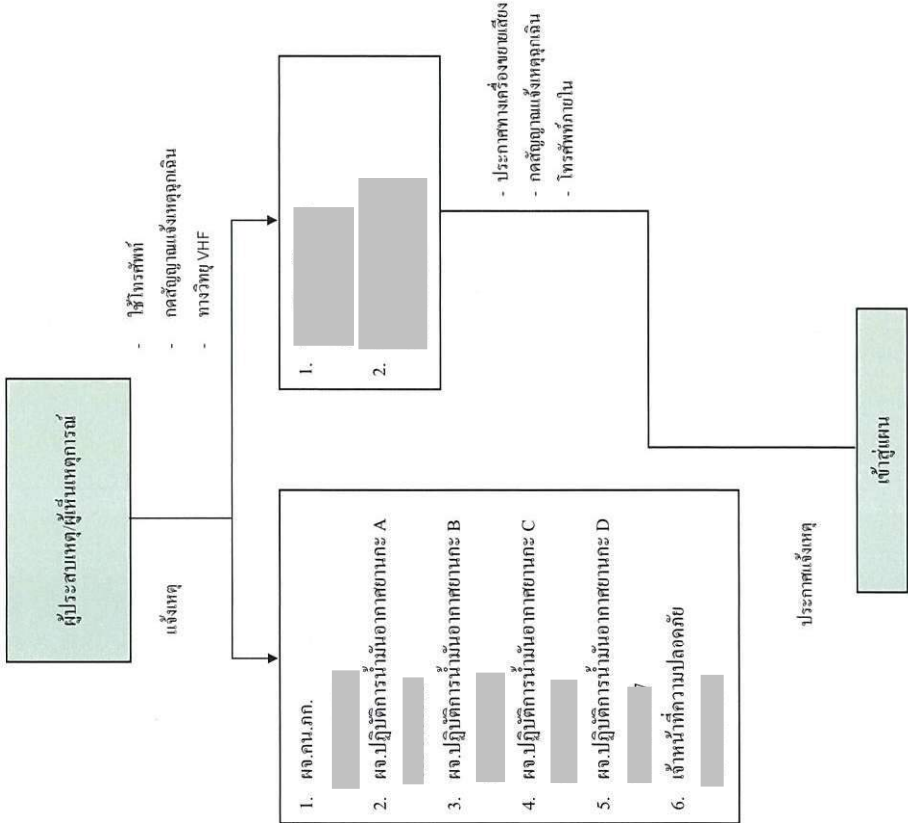 ผู้ประสบเหตุ/ผู้เห็นเหตุการณ์
แจ้งเหตุ
- ใช้โทรศัพท์
- กดสัญญาณแจ้งเหตุฉุกเฉิน
- ทางวิทยุ VHF
1. ผจ.คน.ภก.
2. ผจ.ปฏิบัติการน้ำมันอากาศยานกะ A
3. ผจ.ปฏิบัติการน้ำมันอากาศยานกะ B
4. ผจ.ปฏิบัติการน้ำมันอากาศยานกะ C
5. ผจ.ปฏิบัติการน้ำมันอากาศยานกะ D
6. เจ้าหน้าที่ความปลอดภัย
1.
2.
- ประกาศทางเครื่องขยายเสียง
- กดสัญญาณแจ้งเหตุฉุกเฉิน
- โทรศัพท์ภายใน
ประกาศแจ้งเหตุ
เข้าสู่แผน